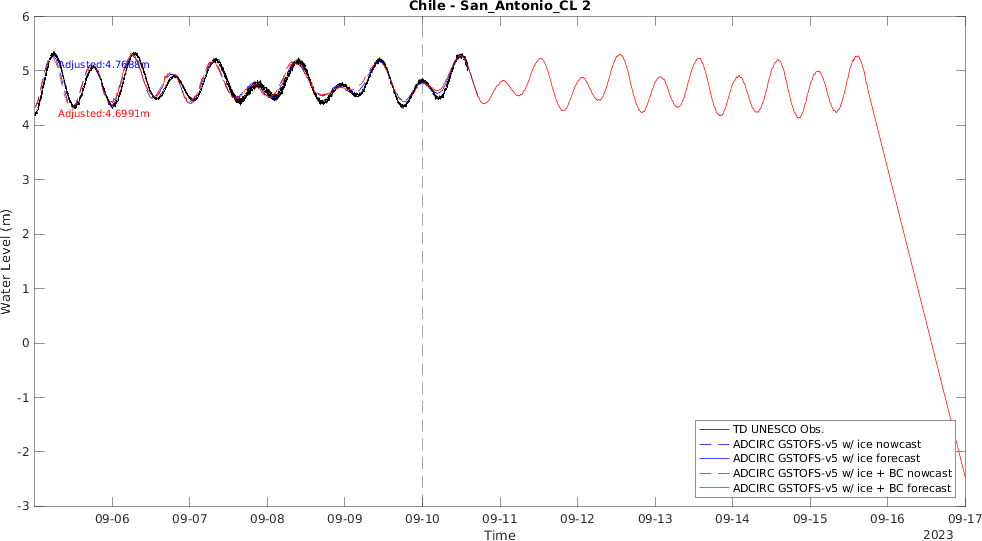 Chile - San_Antonio_CL 2
6
5
4
3
2
1
0
-1
-2
-3
Water Level (m)
Adjusted:4.7688m
Adjusted:4.6991m
TD UNESCO Obs.
ADCIRC GSTOFS-v5 w/ ice nowcast
ADCIRC GSTOFS-v5 w/ ice forecast
ADCIRC GSTOFS-v5 w/ ice + BC nowcast
ADCIRC GSTOFS-v5 w/ ice + BC forecast
09-06 09-07 09-08 09-09 09-10 09-11 09-12 09-13 09-14 09-15 09-16 09-17
Time
2023